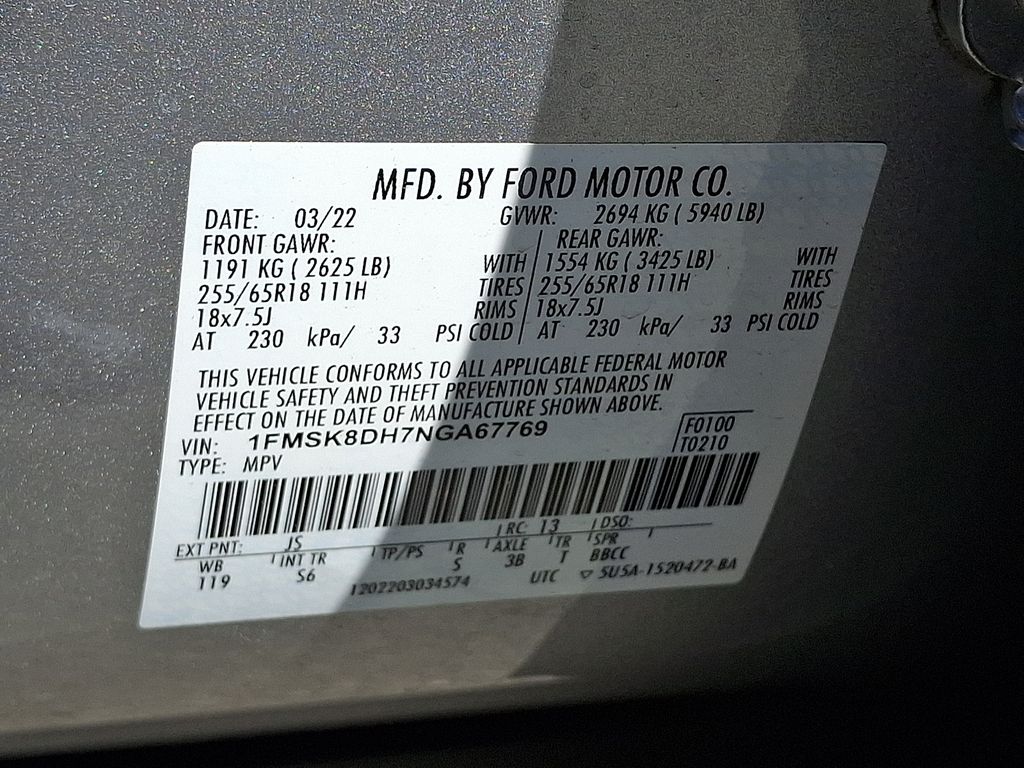 MFD. BY FORD MOTOR CO.
DATE: 03/22 GVWR: 2694 KG ( 5940 LB)
FRONT GAWR: REAR GAWR:
1191 KG ( 2625 LB) WITH 1554 KG ( 3425 LB) WITH
255/65R18 111H TIRES 255/65R18 111H TIRES
18x7.5J RIMS 18x7.5J RIMS
AT 230 kPa/ 33 PSI COLD AT 230 kPa/ 33 PSI COLD
THIS VEHICLE CONFORMS TO ALL APPLICABLE FEDERAL MOTOR
VEHICLE SAFETY AND THEFT PREVENTION STANDARDS IN
EFFECT ON THE DATE OF MANUFACTURE SHOWN ABOVE.
VIN: 1FMSK8DH7NGA67769 F0100
TYPE: MPV T0210
EXT PNT: JS RC: 13 DSO:
WB INT TR TP/PS R AXLE TR SPR
119 S6 S 3B T BBCC
1202203034574 UTC ▽ 5U5A-1520472-BA